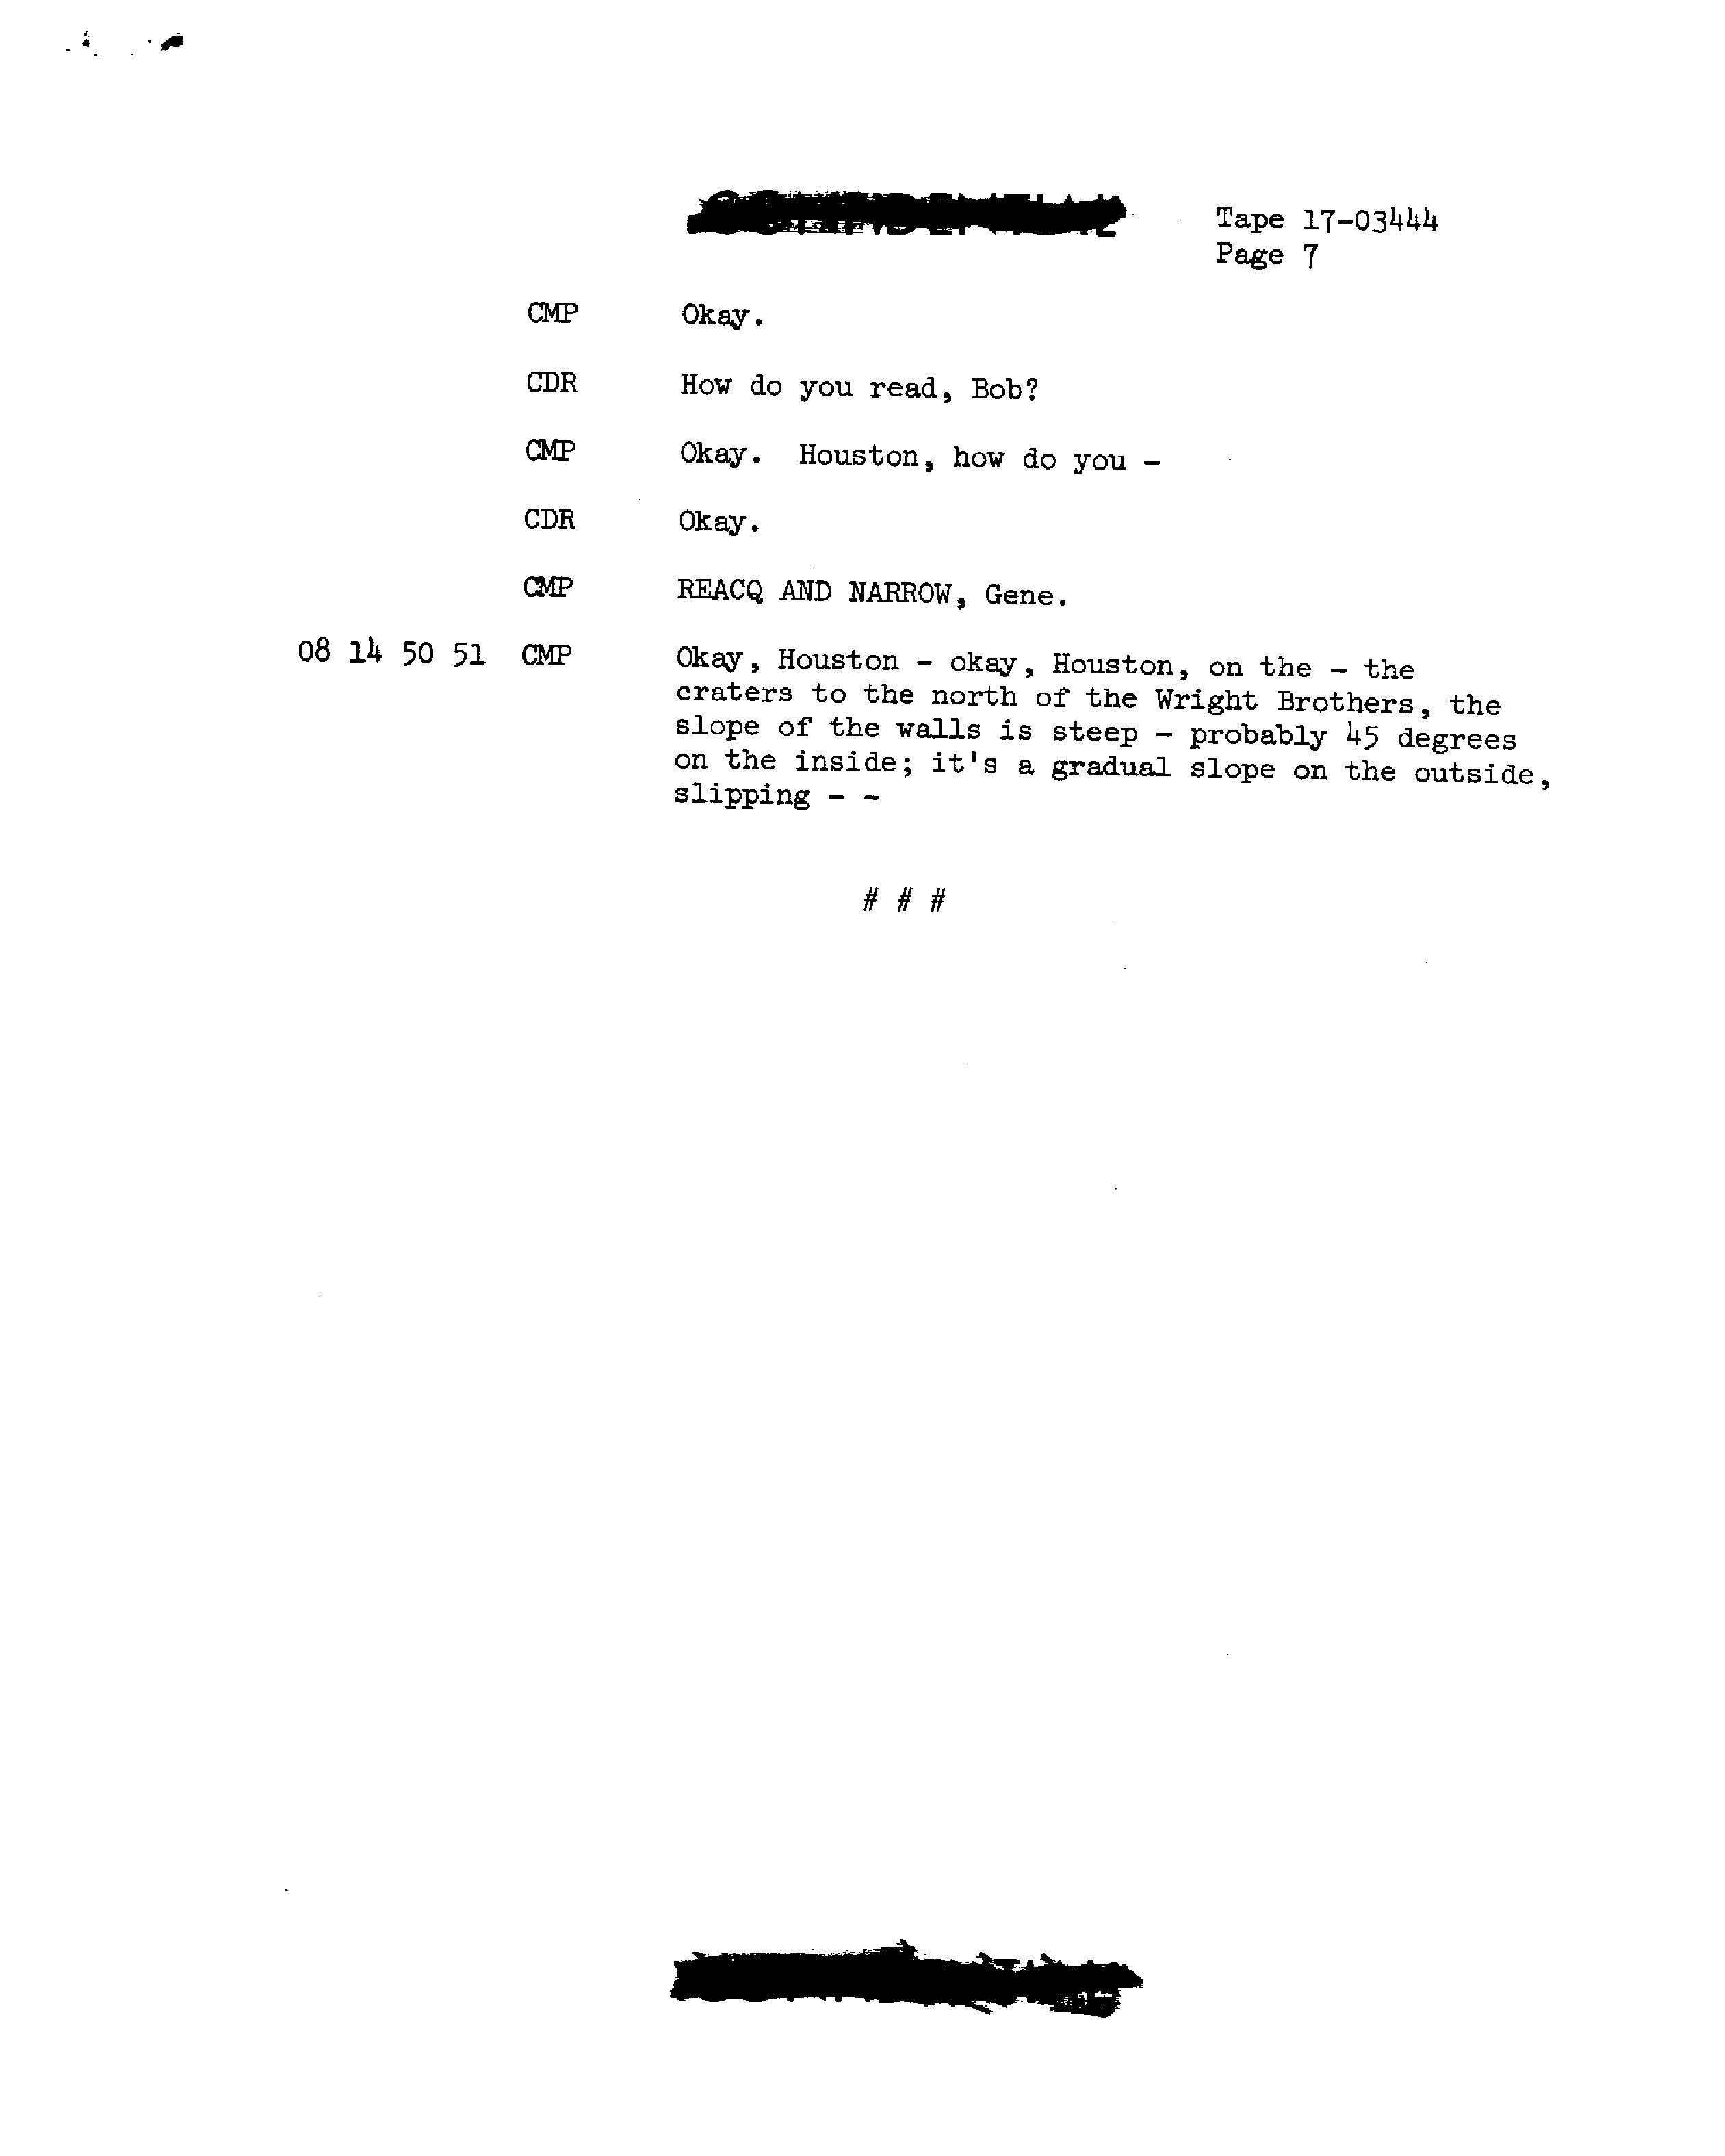 Tape 17-03444
Page 7
CMP Okay.
CDR How do you read, Bob?
CMP Okay. Houston, how do you -
CDR Okay.
CMP REACQ AND NARROW, Gene.
08 14 50 51 CMP Okay, Houston - okay, Houston, on the - the
craters to the north of the Wright Brothers, the
slope of the walls is steep - probably 45 degrees
on the inside; it's a gradual slope on the outside,
slipping - -
# # #